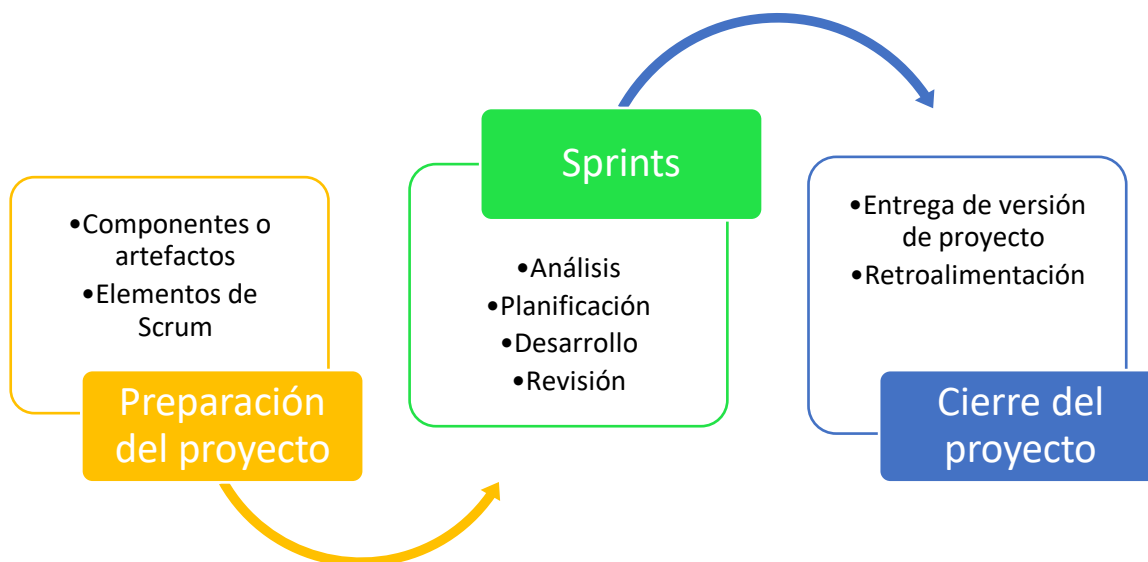 •Componentes o
artefactos
•Elementos de
Scrum
Preparación
del proyecto
Sprints
•Análisis
•Planificación
•Desarrollo
•Revisión
•Entrega de versión
de proyecto
•Retroalimentación
Cierre del
proyecto